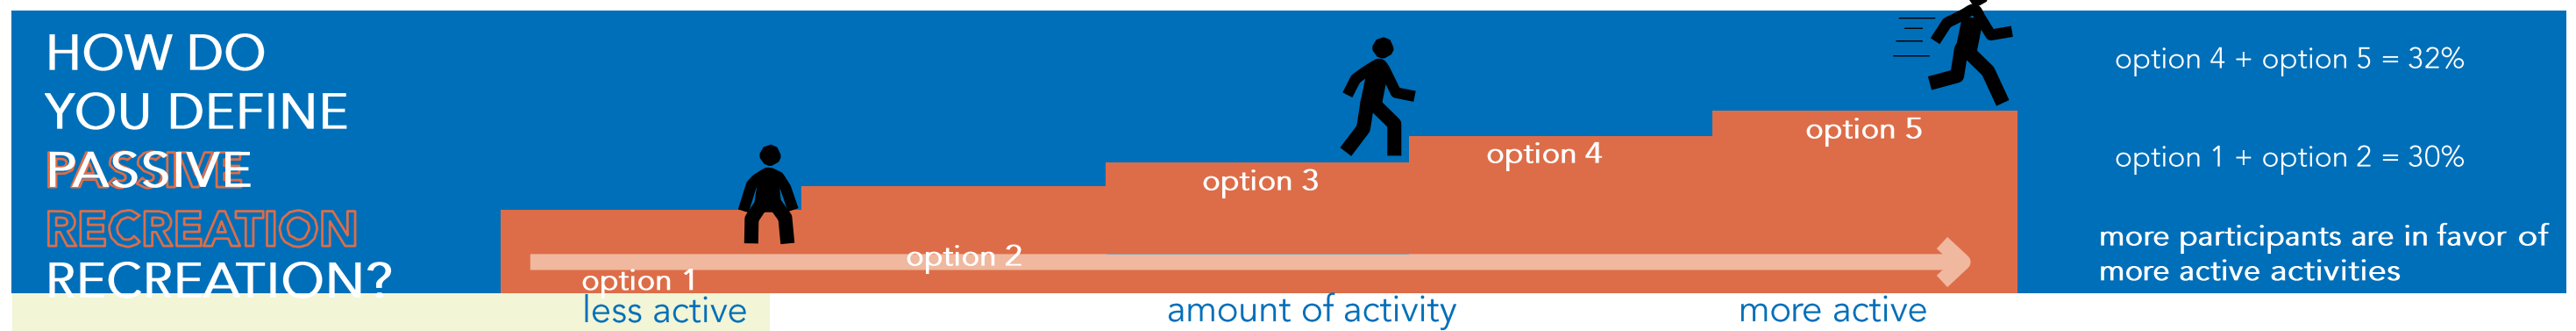 HOW DO
YOU DEFINE
PASSIVE
PASSIVE
RECREATION
RECREATION?
option 1
option 2
option 3
option 4
option 5
less active
amount of activity
more active
option 4 + option 5 = 32%
option 1 + option 2 = 30%
more participants are in favor of
more active activities